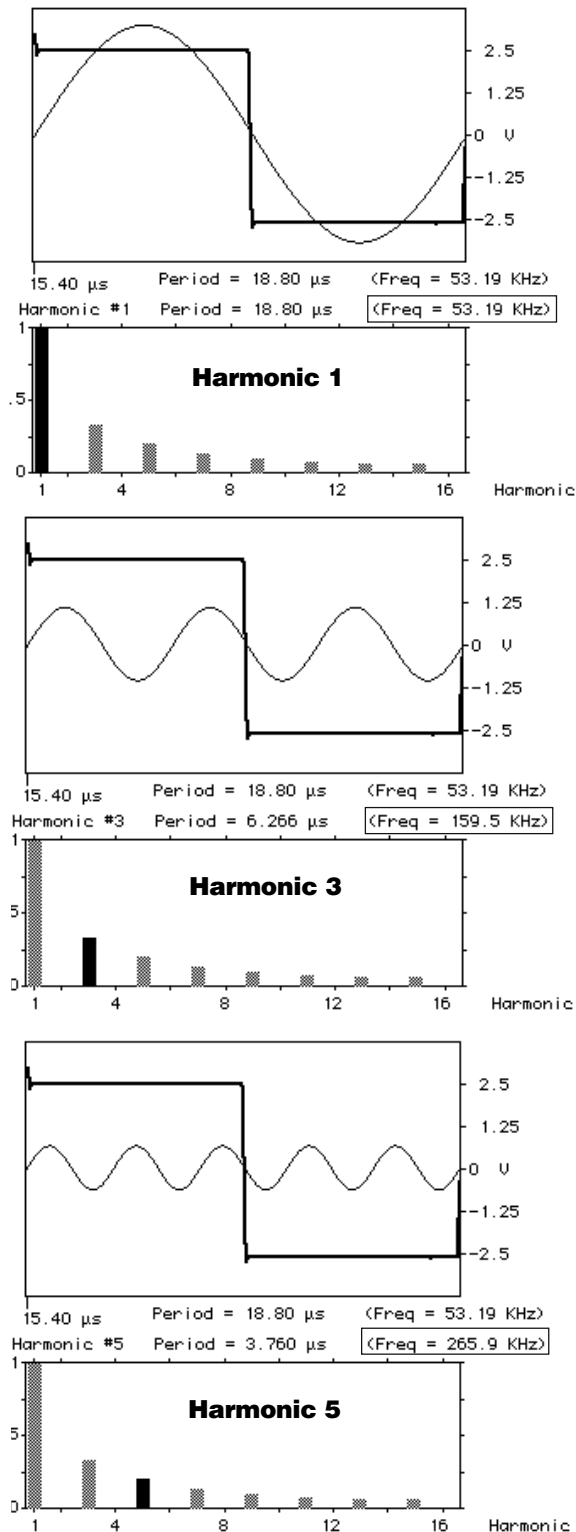 2.5
1.25
0 V
-1.25
-2.5
15.40 µs Period = 18.80 µs (Freq = 53.19 KHz)
Harmonic #1 Period = 18.80 µs (Freq = 53.19 KHz)
1
Harmonic 1
.5
0
1 4 8 12 16 Harmonic
2.5
1.25
0 V
-1.25
-2.5
15.40 µs Period = 18.80 µs (Freq = 53.19 KHz)
Harmonic #3 Period = 6.266 µs (Freq = 159.5 KHz)
1
Harmonic 3
5
0
1 4 8 12 16 Harmonic
2.5
1.25
0 V
-1.25
-2.5
15.40 µs Period = 18.80 µs (Freq = 53.19 KHz)
Harmonic #5 Period = 3.760 µs (Freq = 265.9 KHz)
1
Harmonic 5
5
0
1 4 8 12 16 Harmonic